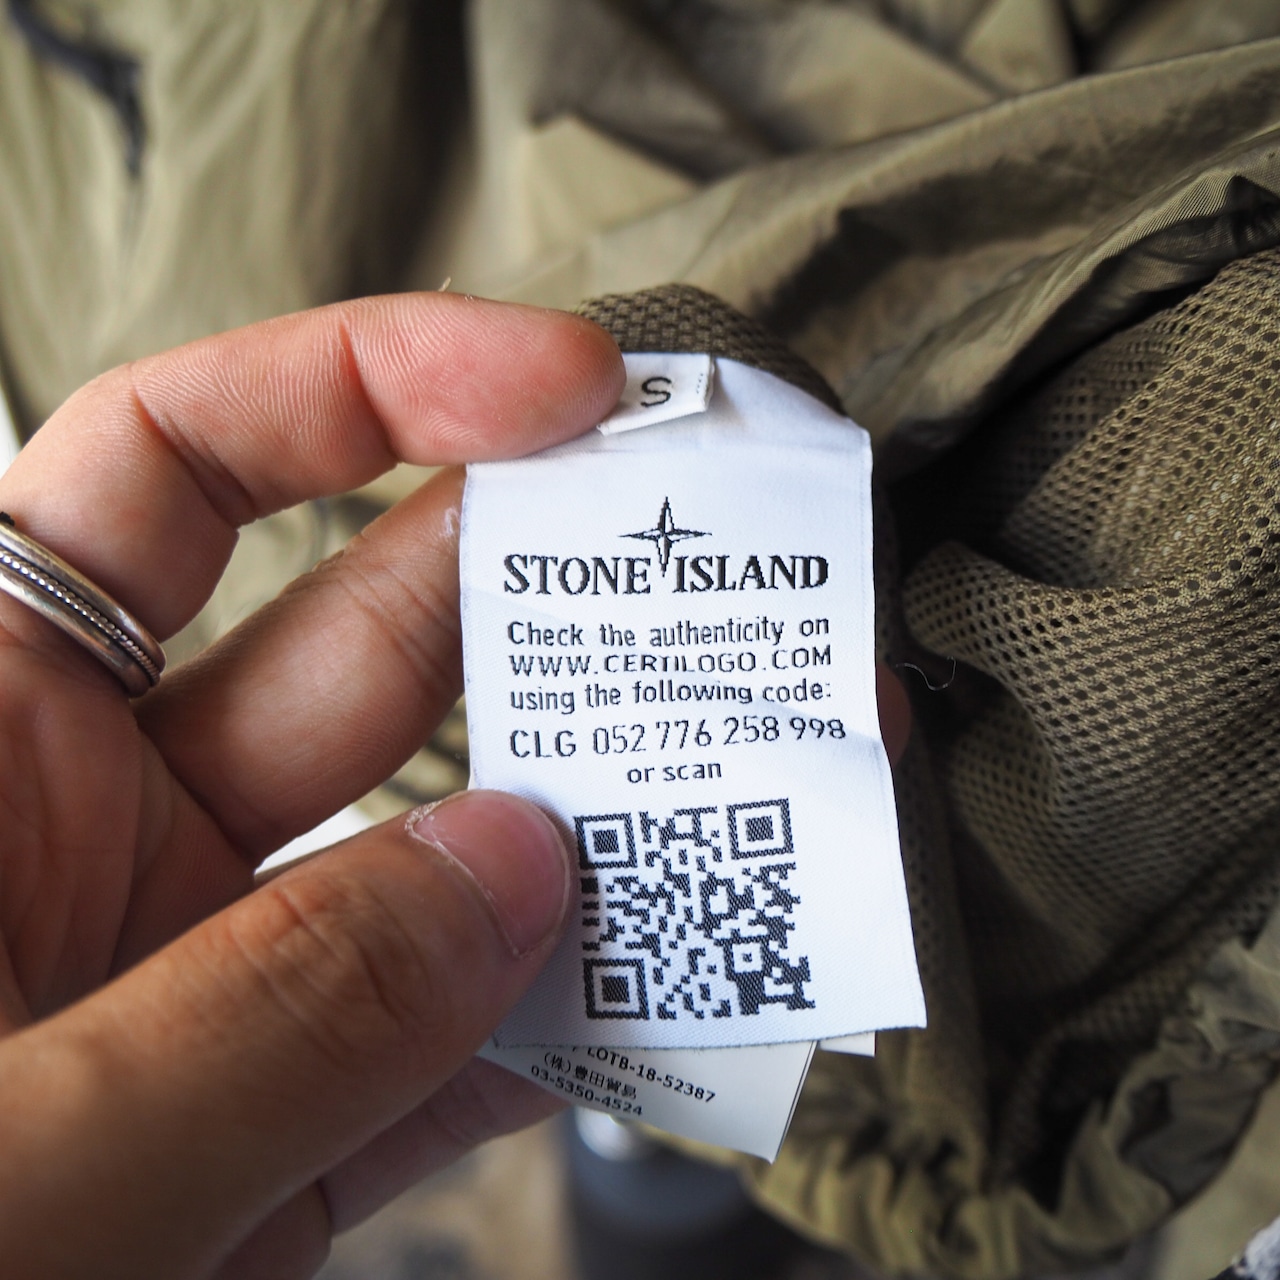 S
STONE ISLAND
Check the authenticity on
WWW.CERTILOGO.COM
using the following code:
CLG 052 776 258 998
or scan
LOTB-18-52387
(株)豊田貿易
03-5350-4524